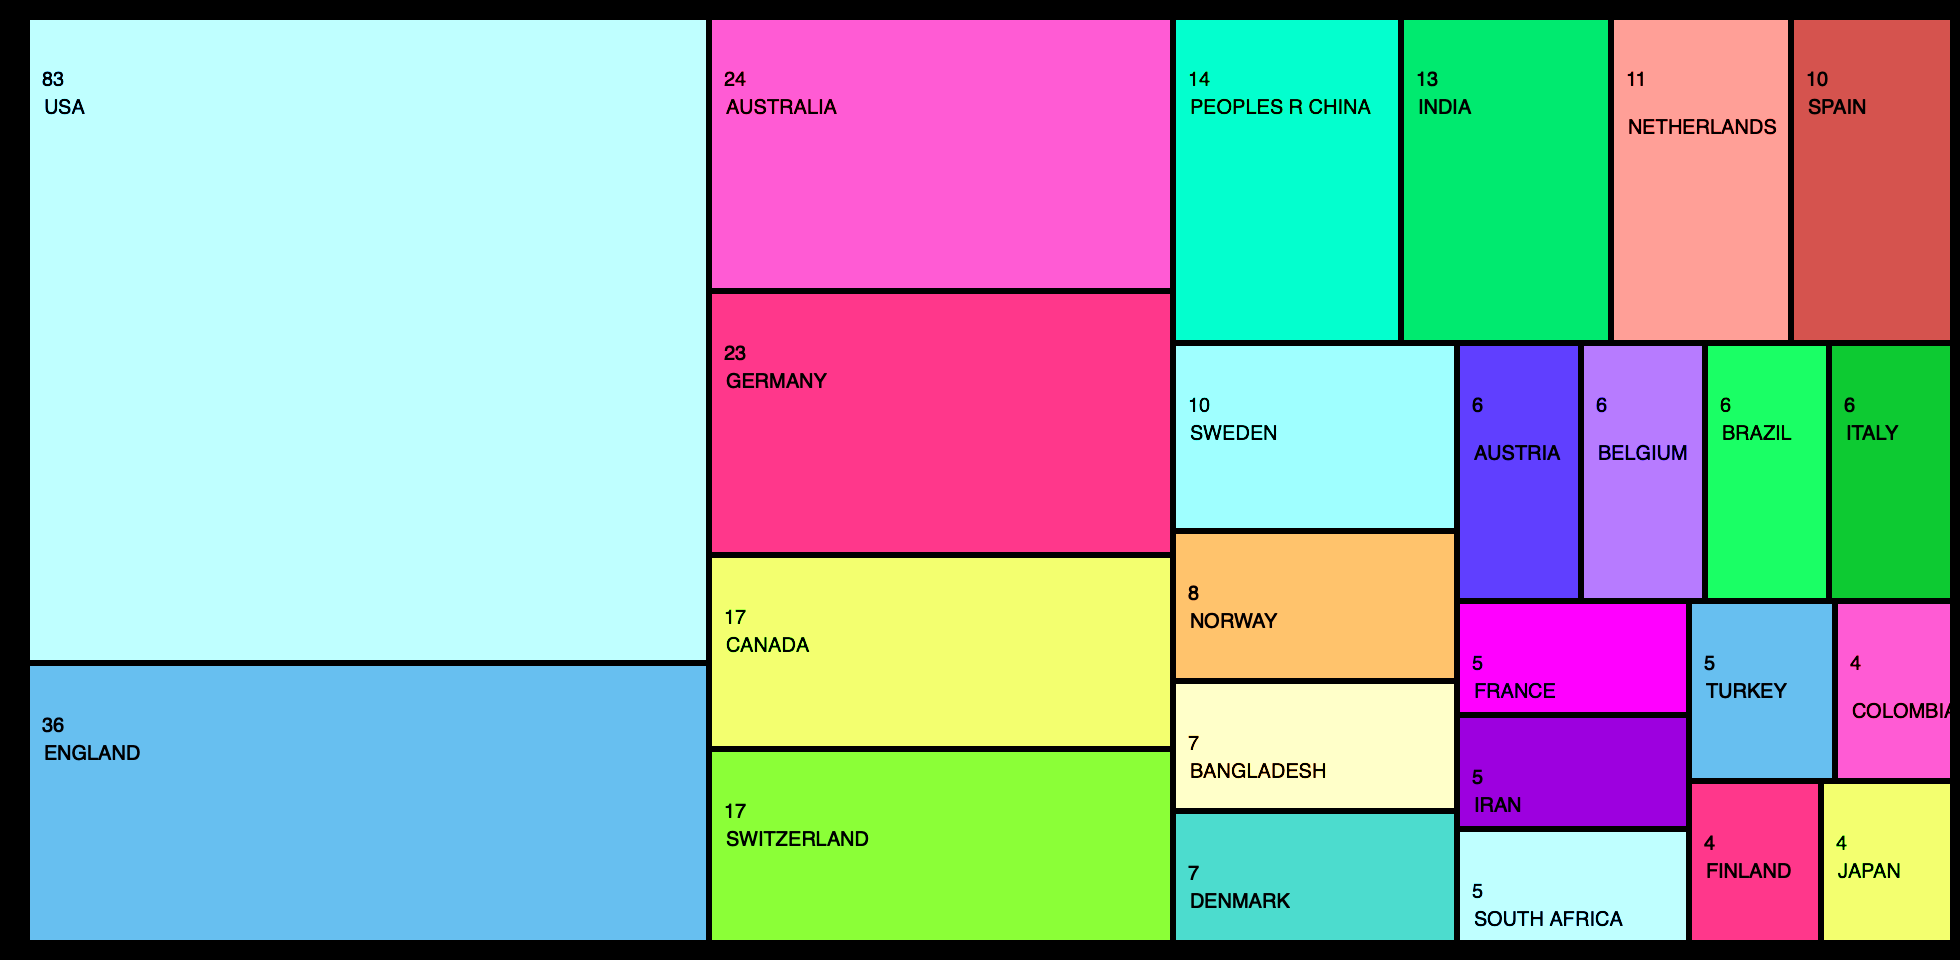 83
USA
36
ENGLAND
24
AUSTRALIA
23
GERMANY
17
CANADA
17
SWITZERLAND
14
PEOPLES R CHINA
13
INDIA
11
NETHERLANDS
10
SPAIN
10
SWEDEN
8
NORWAY
7
BANGLADESH
7
DENMARK
6
AUSTRIA
6
BELGIUM
6
BRAZIL
6
ITALY
5
FRANCE
5
IRAN
5
SOUTH AFRICA
5
TURKEY
4
COLOMBIA
4
FINLAND
4
JAPAN